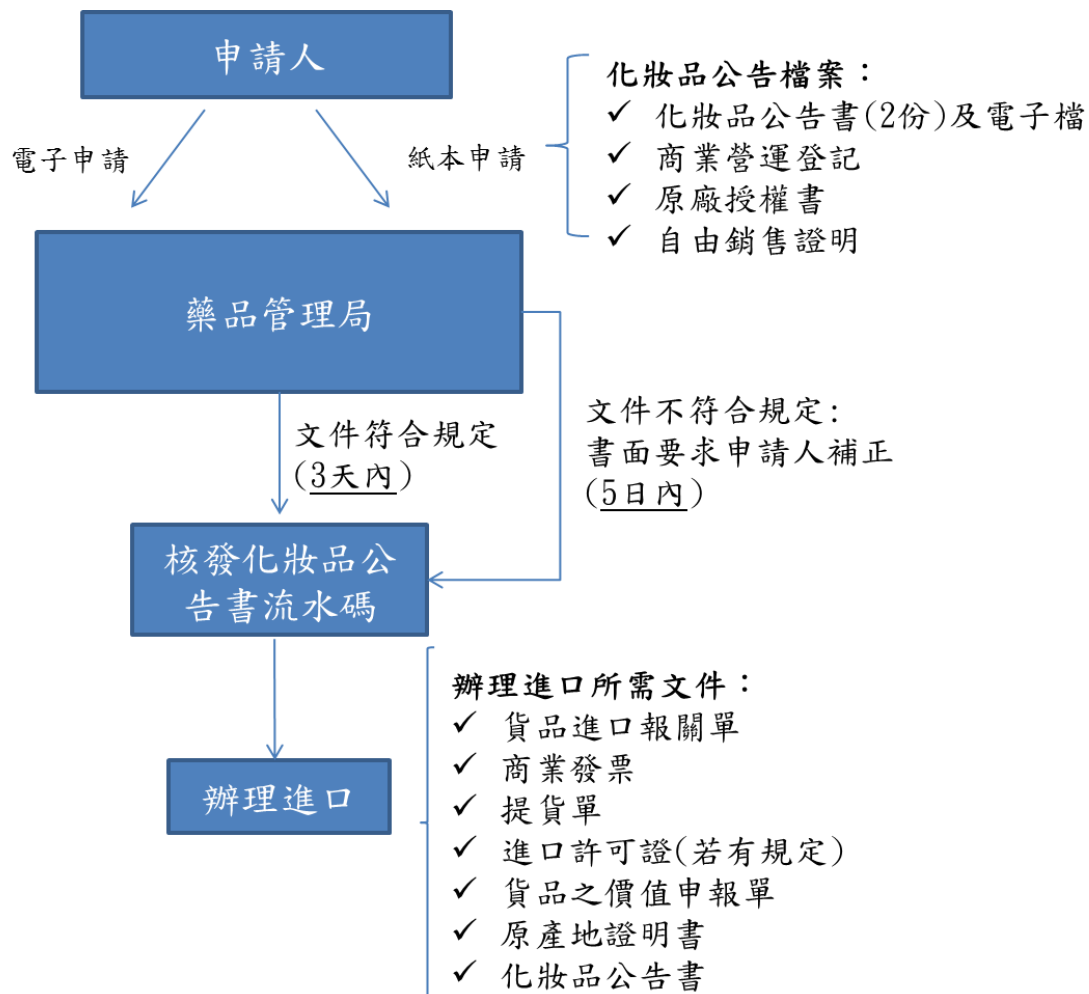 申請人
化妝品公告檔案：
✓ 化妝品公告書(2份)及電子檔
✓ 商業營運登記
✓ 原廠授權書
✓ 自由銷售證明
電子申請
紙本申請
藥品管理局
文件符合規定
(3天內)
文件不符合規定:
書面要求申請人補正
(5日內)
核發化妝品公
告書流水碼
辦理進口
辦理進口所需文件：
✓ 貨品進口報關單
✓ 商業發票
✓ 提貨單
✓ 進口許可證(若有規定)
✓ 貨品之價值申報單
✓ 原產地證明書
✓ 化妝品公告書